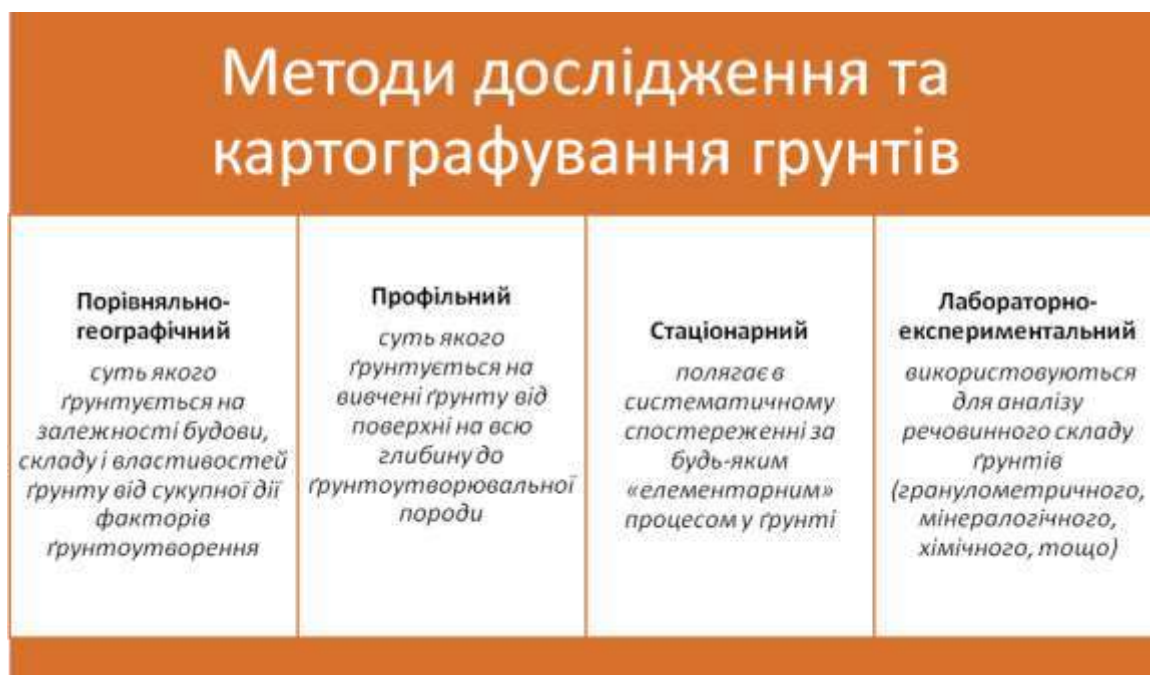 Методи дослідження та
картографування грунтів
Порівняльно-
географічний
суть якого
ґрунтується на
залежності будови,
складу і властивостей
ґрунту від сукупної дії
факторів
ґрунтоутворення
Профільний
суть якого
ґрунтується на
вивчені ґрунту від
поверхні на всю
глибину до
ґрунтоутворювальної
породи
Стаціонарний
полягає в
систематичному
спостереженні за
будь-яким
«елементарним»
процесом у ґрунті
Лабораторно-
експериментальний
використовуються
для аналізу
речовинного складу
ґрунтів
(гранулометричного,
мінералогічного,
хімічного, тощо)